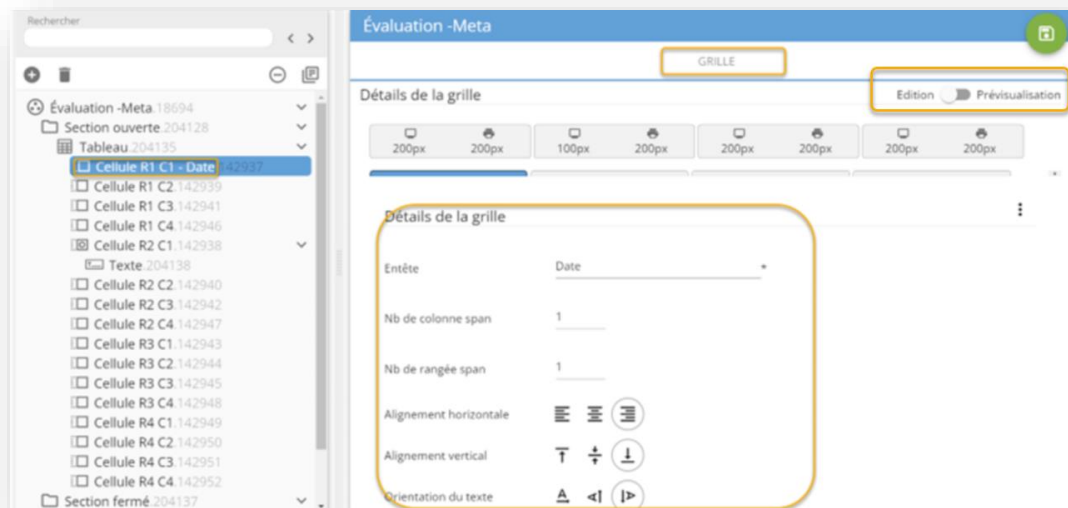 Rechercher
Évaluation -Meta.18694
Section ouverte.204128
Tableau.204135
Cellule R1 C1 - Date.142937
Cellule R1 C2.142939
Cellule R1 C3.142941
Cellule R1 C4.142946
Cellule R2 C1.142938
Texte.204138
Cellule R2 C2.142940
Cellule R2 C3.142942
Cellule R2 C4.142947
Cellule R3 C1.142943
Cellule R3 C2.142944
Cellule R3 C3.142945
Cellule R3 C4.142948
Cellule R4 C1.142949
Cellule R4 C2.142950
Cellule R4 C3.142951
Cellule R4 C4.142952
Section fermé.204137
Évaluation -Meta
GRILLE
Détails de la grille
Edition Prévisualisation
200px 200px 100px 200px 200px 200px 200px 200px
Détails de la grille
Entête Date *
Nb de colonne span 1
Nb de rangée span 1
Alignement horizontale
Alignement vertical
Orientation du texte